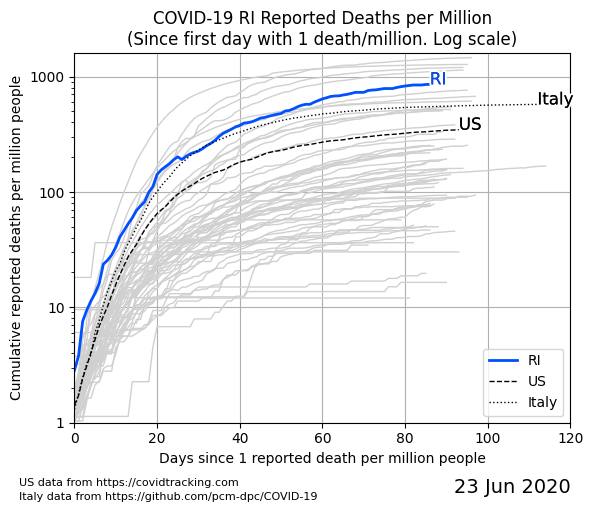 COVID-19 RI Reported Deaths per Million
(Since first day with 1 death/million. Log scale)
Cumulative reported deaths per million people
1000
100
10
1
RI
Italy
US
RI
US
Italy
0 20 40 60 80 100 120
Days since 1 reported death per million people
US data from https://covidtracking.com
Italy data from https://github.com/pcm-dpc/COVID-19
23 Jun 2020